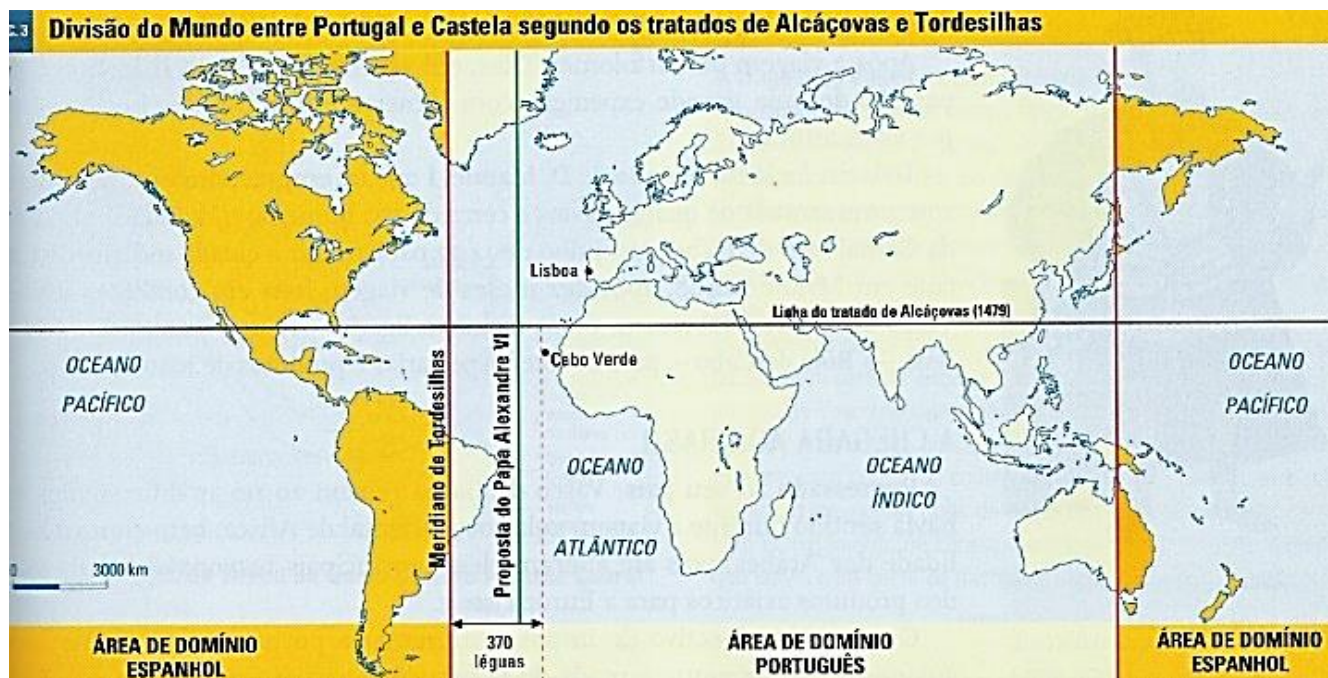 Divisão do Mundo entre Portugal e Castela segundo os tratados de Alcáçovas e Tordesilhas
Lisboa
Linha do tratado de Alcáçovas (1479)
Cabo Verde
OCEANO
PACÍFICO
Meridiano de Tordesilhas
Proposta do Papa Alexandre VI
OCEANO
ATLÂNTICO
OCEANO
ÍNDICO
OCEANO
PACÍFICO
3000 km
ÁREA DE DOMÍNIO
ESPANHOL
370
léguas
ÁREA DE DOMÍNIO
PORTUGUÊS
ÁREA DE DOMÍNIO
ESPANHOL